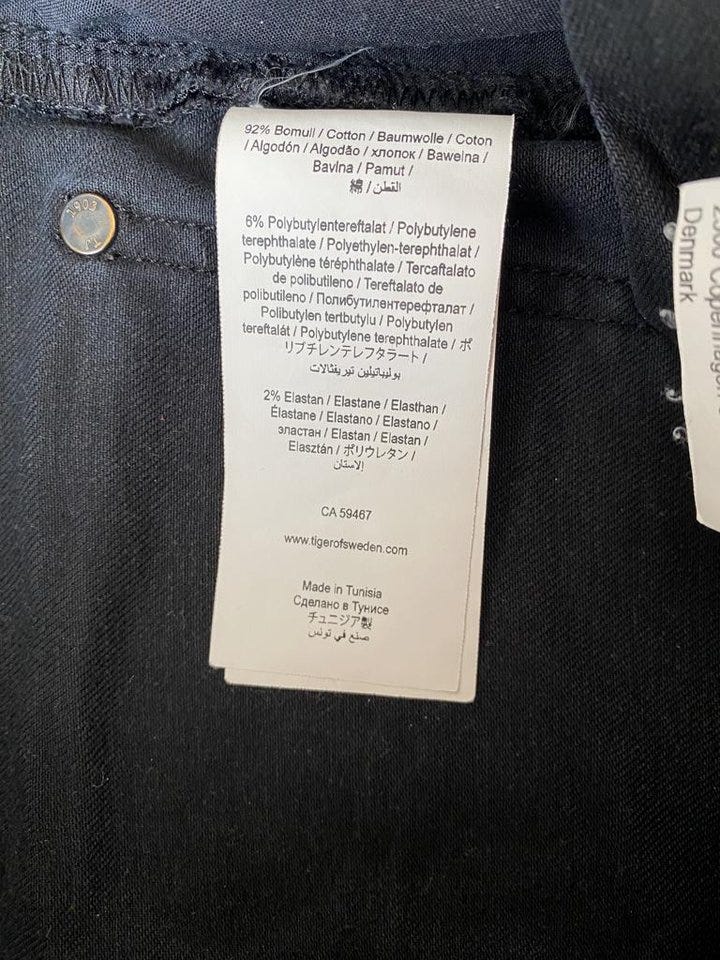 92% Bomull / Cotton / Baumwolle / Coton
/ Algodón / Algodão / хлопок / Bawełna /
Bavlna / Pamut /
綿 / القطن
6% Polybutylentereftalat / Polybutylene
terephthalate / Polyethylen-terephthalat /
Polybutylène téréphthalate / Tercaftalato
de polibutileno / Tereftalato de
polibutileno / Полибутилентерефталат /
Polibutylen tertbutylu / Polybutylen
tereftalát / Polybutylene terephthalate / ポ
リブチレンテレフタラート /
بوليباتيلين تيريفثالات
2% Elastan / Elastane / Elasthan /
Élastane / Elastano / Elastano /
эластан / Elastan / Elastan /
Elasztán / ポリウレタン /
إلاستان
CA 59467
www.tigerofsweden.com
Made in Tunisia
Сделано в Тунисе
チュニジア製
صنع في تونس
1903
TJ
Denmark